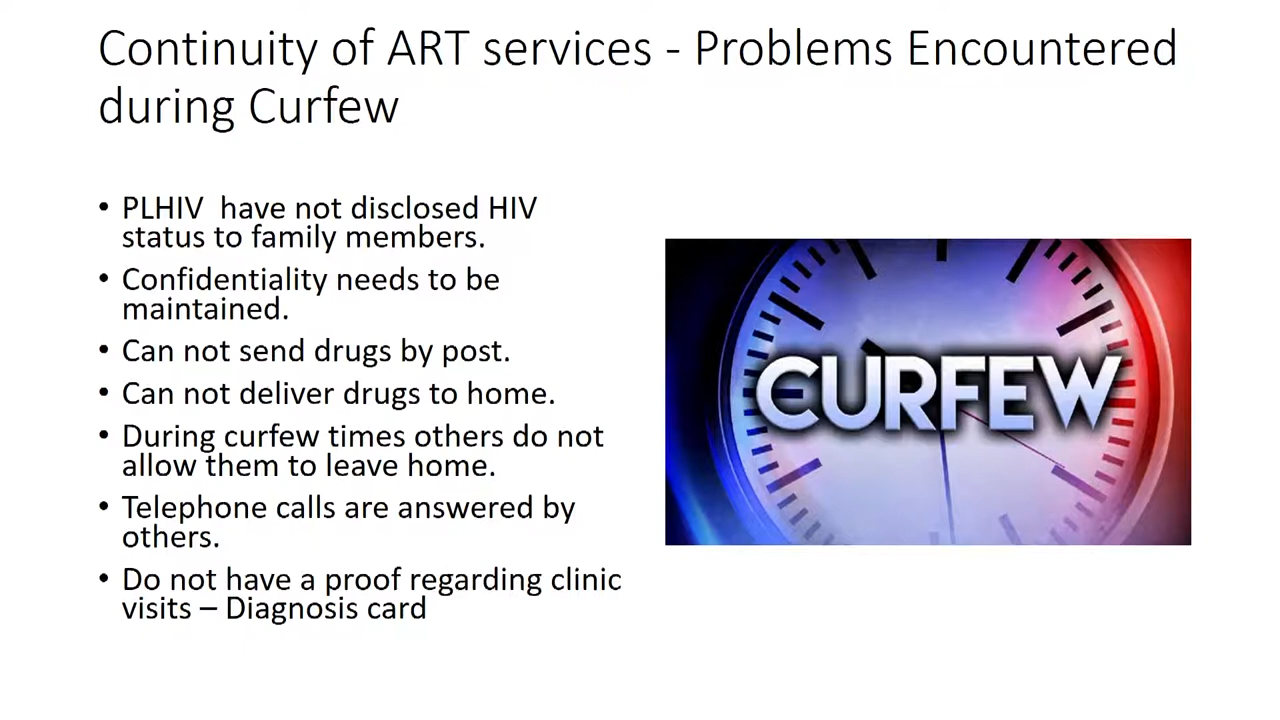 Continuity of ART services - Problems Encountered
during Curfew
• PLHIV  have not disclosed HIV
status to family members.
• Confidentiality needs to be
maintained.
• Can not send drugs by post.
• Can not deliver drugs to home.
• During curfew times others do not
allow them to leave home.
• Telephone calls are answered by
others.
• Do not have a proof regarding clinic
visits – Diagnosis card
CURFEW